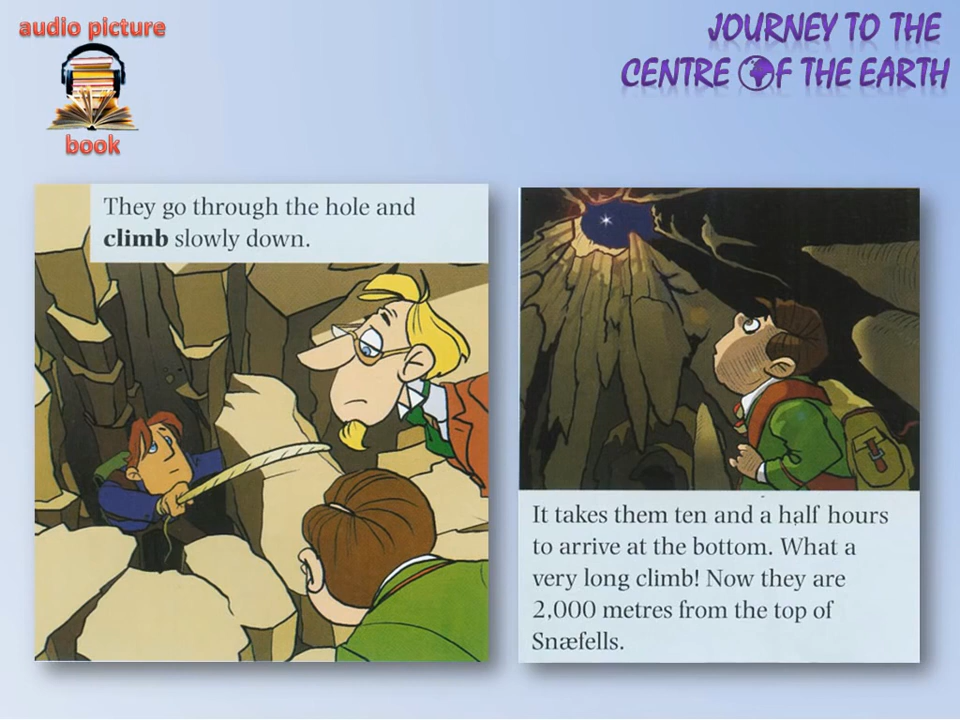 audio picture
book
JOURNEY TO THE
CENTRE OF THE EARTH
They go through the hole and
climb slowly down.
It takes them ten and a half hours
to arrive at the bottom. What a
very long climb! Now they are
2,000 metres from the top of
Snæfells.